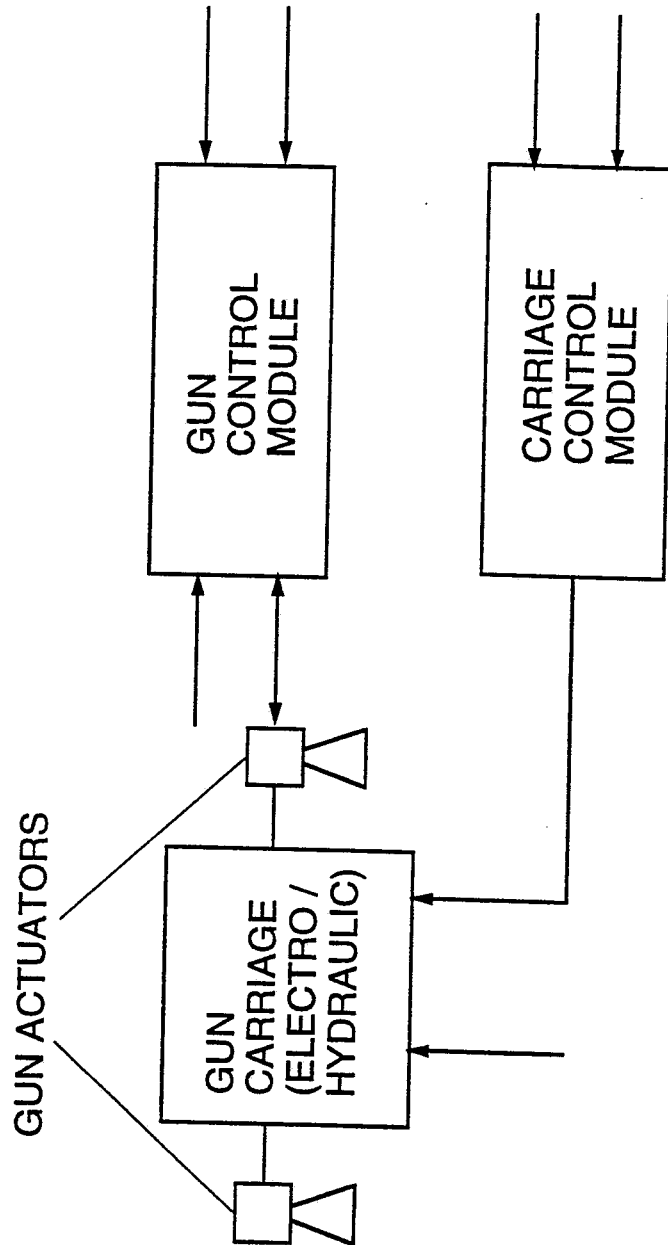 GUN ACTUATORS
GUN
CARRIAGE
(ELECTRO /
HYDRAULIC)
GUN
CONTROL
MODULE
CARRIAGE
CONTROL
MODULE